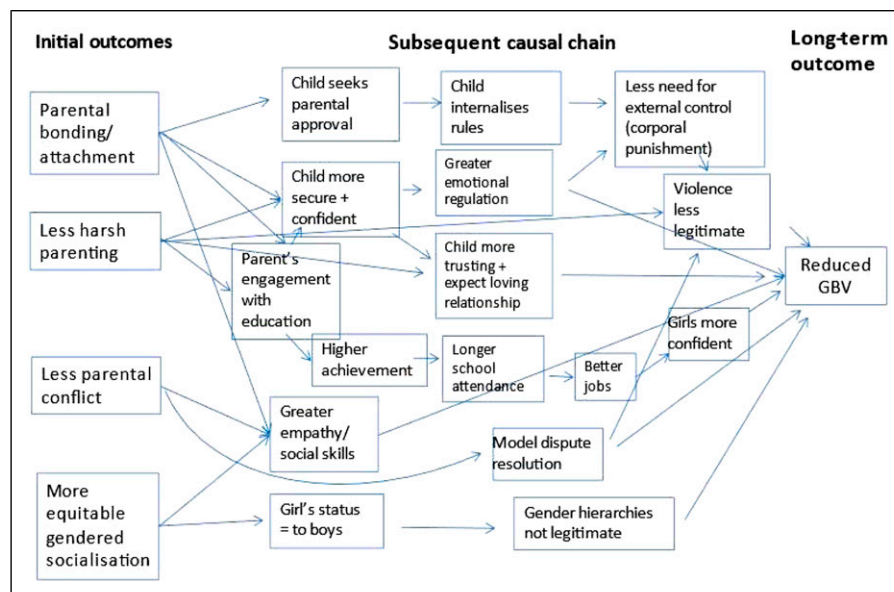 Initial outcomes
Subsequent causal chain
Long-term
outcome
Parental
bonding/
attachment
Child seeks
parental
approval
Child
internalises
rules
Less need for
external control
(corporal
punishment)
Child more
secure +
confident
Greater
emotional
regulation
Violence
less
legitimate
Less harsh
parenting
Parent's
engagement
with
education
Child more
trusting +
expect loving
relationship
Reduced
GBV
Higher
achievement
Longer
school
attendance
Better
jobs
Girls more
confident
Less parental
conflict
Greater
empathy/
social skills
Model dispute
resolution
More
equitable
gendered
socialisation
Girl's status
= to boys
Gender hierarchies
not legitimate